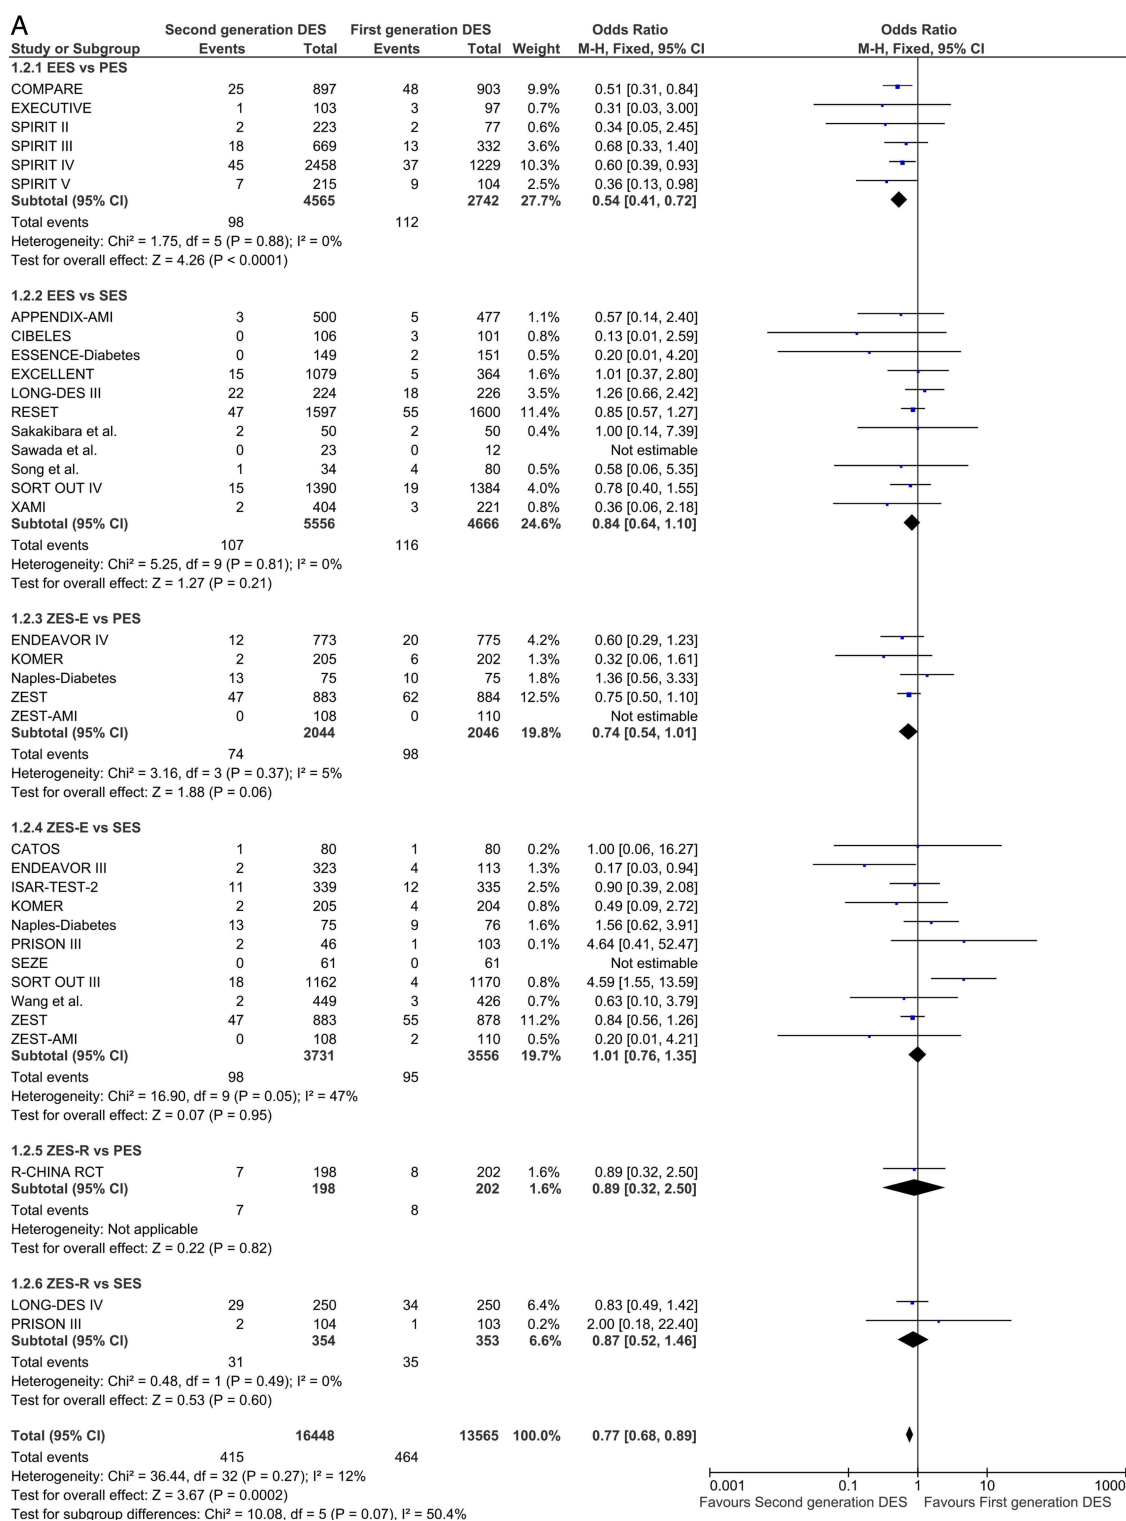 A
Second generation DES First generation DES Odds Ratio Odds Ratio
Study or Subgroup Events Total Events Total Weight M-H, Fixed, 95% CI M-H, Fixed, 95% CI
1.2.1 EES vs PES
COMPARE 25 897 48 903 9.9% 0.51 [0.31, 0.84]
EXECUTIVE 1 103 3 97 0.7% 0.31 [0.03, 3.00]
SPIRIT II 2 223 2 77 0.6% 0.34 [0.05, 2.45]
SPIRIT III 18 669 13 332 3.6% 0.68 [0.33, 1.40]
SPIRIT IV 45 2458 37 1229 10.3% 0.60 [0.39, 0.93]
SPIRIT V 7 215 9 104 2.5% 0.36 [0.13, 0.98]
Subtotal (95% CI) 4565 2742 27.7% 0.54 [0.41, 0.72]
Total events 98 112
Heterogeneity: Chi² = 1.75, df = 5 (P = 0.88); I² = 0%
Test for overall effect: Z = 4.26 (P < 0.0001)
1.2.2 EES vs SES
APPENDIX-AMI 3 500 5 477 1.1% 0.57 [0.14, 2.40]
CIBELES 0 106 3 101 0.8% 0.13 [0.01, 2.59]
ESSENCE-Diabetes 0 149 2 151 0.5% 0.20 [0.01, 4.20]
EXCELLENT 15 1079 5 364 1.6% 1.01 [0.37, 2.80]
LONG-DES III 22 224 18 226 3.5% 1.26 [0.66, 2.42]
RESET 47 1597 55 1600 11.4% 0.85 [0.57, 1.27]
Sakakibara et al. 2 50 2 50 0.4% 1.00 [0.14, 7.39]
Sawada et al. 0 23 0 12 Not estimable
Song et al. 1 34 4 80 0.5% 0.58 [0.06, 5.35]
SORT OUT IV 15 1390 19 1384 4.0% 0.78 [0.40, 1.55]
XAMI 2 404 3 221 0.8% 0.36 [0.06, 2.18]
Subtotal (95% CI) 5556 4666 24.6% 0.84 [0.64, 1.10]
Total events 107 116
Heterogeneity: Chi² = 5.25, df = 9 (P = 0.81); I² = 0%
Test for overall effect: Z = 1.27 (P = 0.21)
1.2.3 ZES-E vs PES
ENDEAVOR IV 12 773 20 775 4.2% 0.60 [0.29, 1.23]
KOMER 2 205 6 202 1.3% 0.32 [0.06, 1.61]
Naples-Diabetes 13 75 10 75 1.8% 1.36 [0.56, 3.33]
ZEST 47 883 62 884 12.5% 0.75 [0.50, 1.10]
ZEST-AMI 0 108 0 110 Not estimable
Subtotal (95% CI) 2044 2046 19.8% 0.74 [0.54, 1.01]
Total events 74 98
Heterogeneity: Chi² = 3.16, df = 3 (P = 0.37); I² = 5%
Test for overall effect: Z = 1.88 (P = 0.06)
1.2.4 ZES-E vs SES
CATOS 1 80 1 80 0.2% 1.00 [0.06, 16.27]
ENDEAVOR III 2 323 4 113 1.3% 0.17 [0.03, 0.94]
ISAR-TEST-2 11 339 12 335 2.5% 0.90 [0.39, 2.08]
KOMER 2 205 4 204 0.8% 0.49 [0.09, 2.72]
Naples-Diabetes 13 75 9 76 1.6% 1.56 [0.62, 3.91]
PRISON III 2 46 1 103 0.1% 4.64 [0.41, 52.47]
SEZE 0 61 0 61 Not estimable
SORT OUT III 18 1162 4 1170 0.8% 4.59 [1.55, 13.59]
Wang et al. 2 449 3 426 0.7% 0.63 [0.10, 3.79]
ZEST 47 883 55 878 11.2% 0.84 [0.56, 1.26]
ZEST-AMI 0 108 2 110 0.5% 0.20 [0.01, 4.21]
Subtotal (95% CI) 3731 3556 19.7% 1.01 [0.76, 1.35]
Total events 98 95
Heterogeneity: Chi² = 16.90, df = 9 (P = 0.05); I² = 47%
Test for overall effect: Z = 0.07 (P = 0.95)
1.2.5 ZES-R vs PES
R-CHINA RCT 7 198 8 202 1.6% 0.89 [0.32, 2.50]
Subtotal (95% CI) 198 202 1.6% 0.89 [0.32, 2.50]
Total events 7 8
Heterogeneity: Not applicable
Test for overall effect: Z = 0.22 (P = 0.82)
1.2.6 ZES-R vs SES
LONG-DES IV 29 250 34 250 6.4% 0.83 [0.49, 1.42]
PRISON III 2 104 1 103 0.2% 2.00 [0.18, 22.40]
Subtotal (95% CI) 354 353 6.6% 0.87 [0.52, 1.46]
Total events 31 35
Heterogeneity: Chi² = 0.48, df = 1 (P = 0.49); I² = 0%
Test for overall effect: Z = 0.53 (P = 0.60)
Total (95% CI) 16448 13565 100.0% 0.77 [0.68, 0.89]
Total events 415 464
Heterogeneity: Chi² = 36.44, df = 32 (P = 0.27); I² = 12%
Test for overall effect: Z = 3.67 (P = 0.0002)
Test for subgroup differences: Chi² = 10.08, df = 5 (P = 0.07), I² = 50.4%
0.001 0.1 1 10 1000
Favours Second generation DES Favours First generation DES